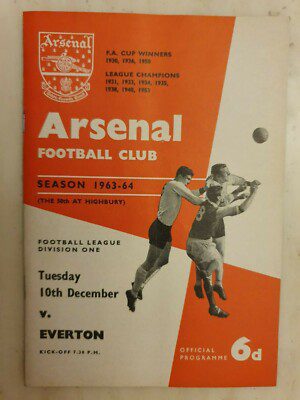 Arsenal
F.A. CUP WINNERS
1930, 1936, 1950
LEAGUE CHAMPIONS
1931, 1933, 1934, 1935,
1938, 1948, 1953
Arsenal
FOOTBALL CLUB
SEASON 1963-64
(THE 50th AT HIGHBURY)
FOOTBALL LEAGUE
DIVISION ONE
Tuesday
10th December
v.
EVERTON
KICK-OFF 7.30 P.M.
OFFICIAL
PROGRAMME
6d